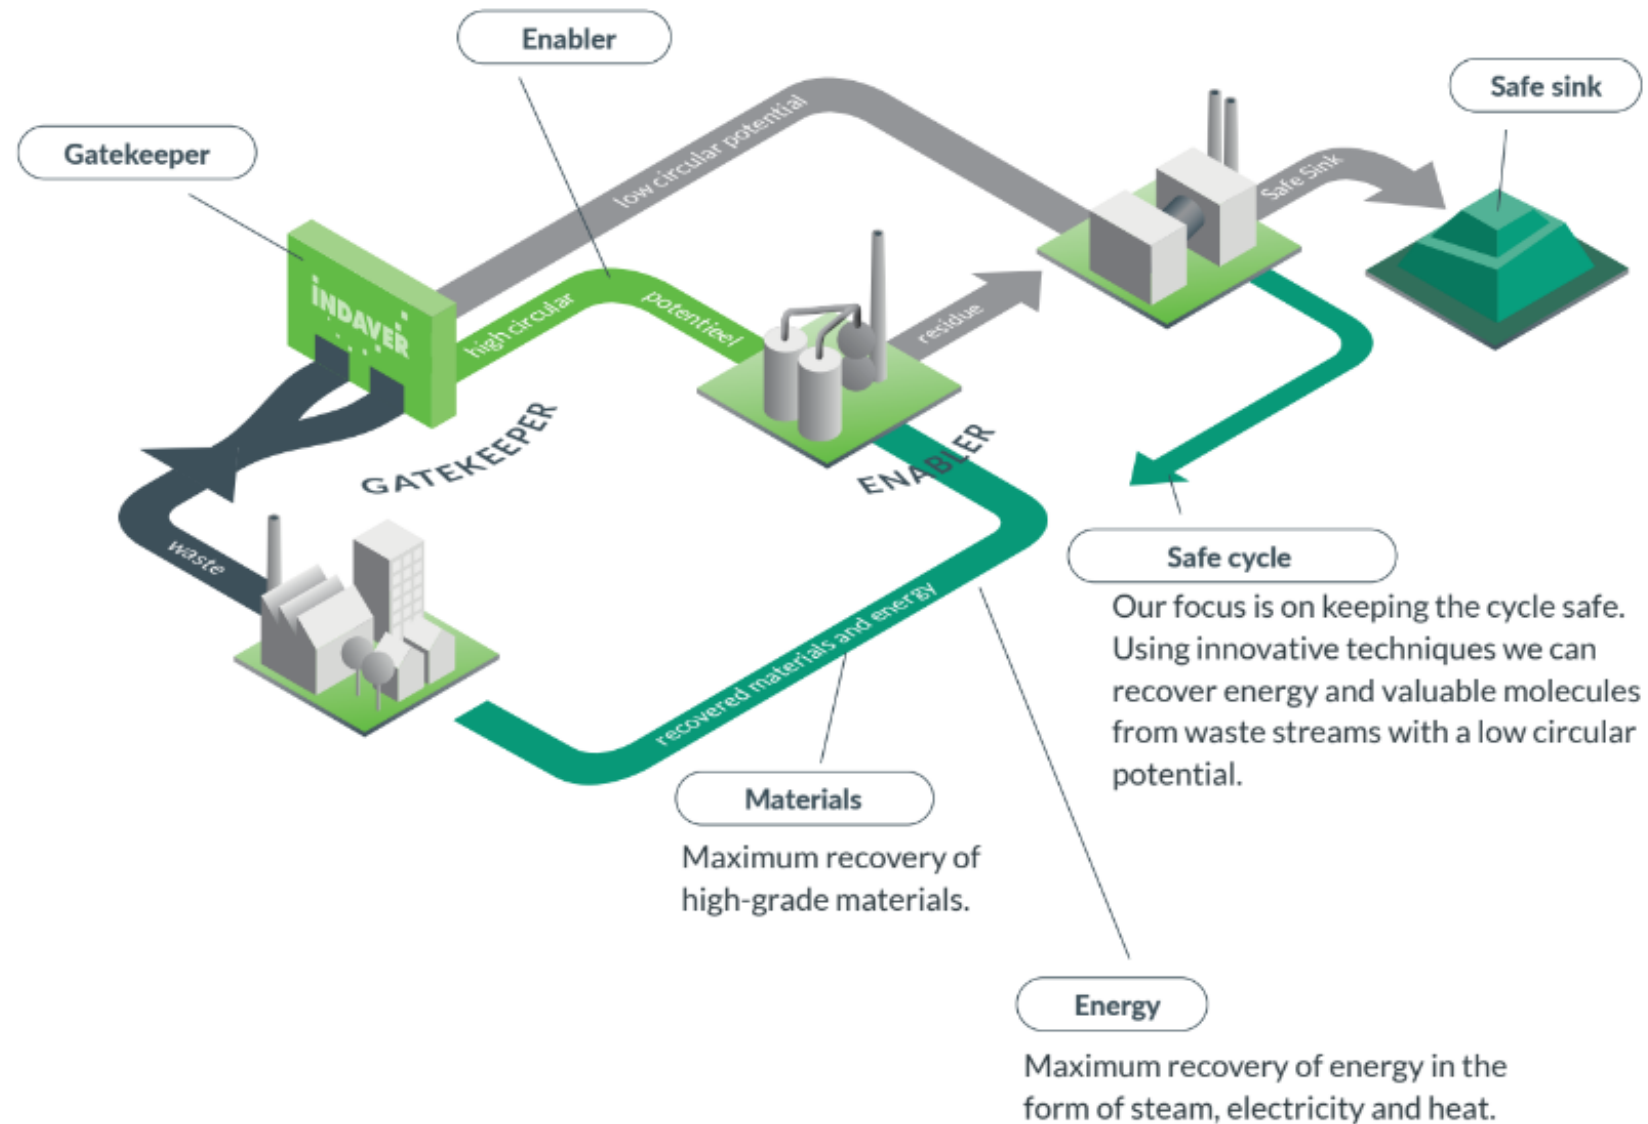 Enabler
Safe sink
Gatekeeper
low circular potential
Safe Sink
INDAVER
high circular
potentieel
residue
GATEKEEPER
ENABLER
waste
Safe cycle
Our focus is on keeping the cycle safe.
Using innovative techniques we can
recover energy and valuable molecules
from waste streams with a low circular
potential.
recovered materials and energy
Materials
Maximum recovery of
high-grade materials.
Energy
Maximum recovery of energy in the
form of steam, electricity and heat.